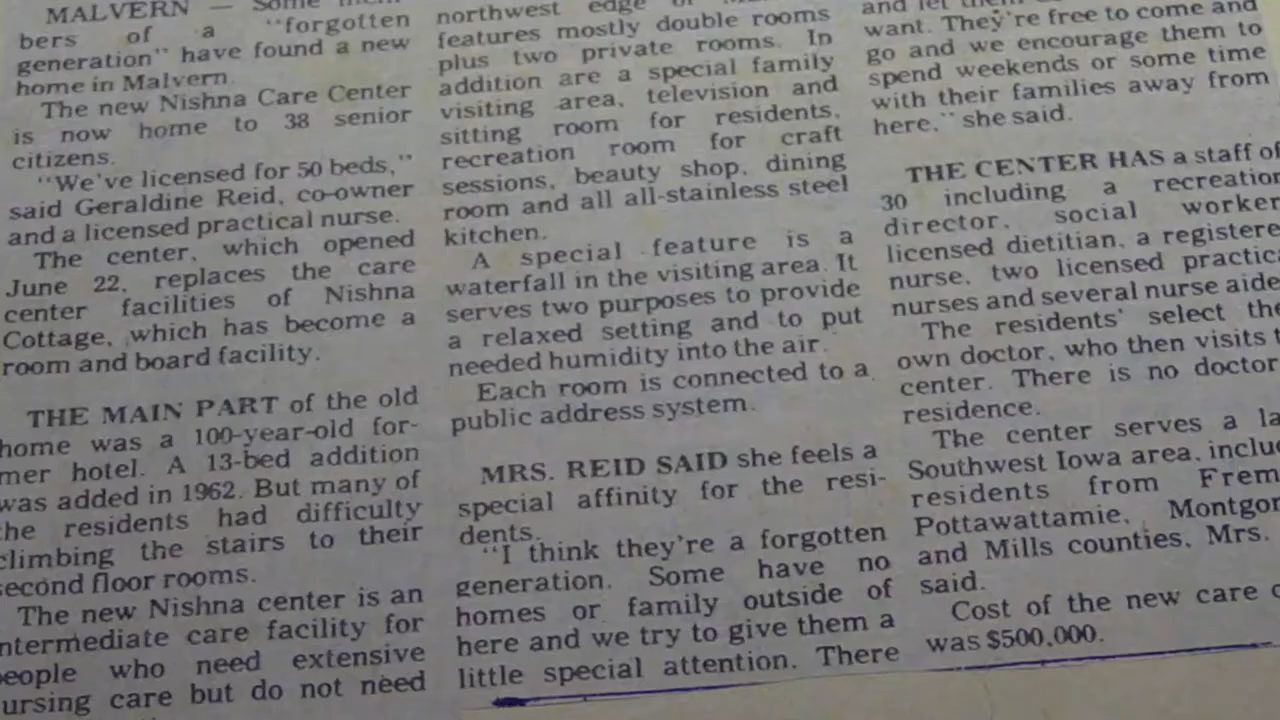 MALVERN — Some
bers of a "forgotten
generation" have found a new
home in Malvern.
The new Nishna Care Center
is now home to 38 senior
citizens.
"We've licensed for 50 beds,"
said Geraldine Reid, co-owner
and a licensed practical nurse.
The center, which opened
June 22, replaces the care
center facilities of Nishna
Cottage, which has become a
room and board facility.
THE MAIN PART of the old
home was a 100-year-old for-
mer hotel. A 13-bed addition
was added in 1962. But many of
the residents had difficulty
climbing the stairs to their
second floor rooms.
The new Nishna center is an
ntermediate care facility for
people who need extensive
ursing care but do not need
northwest edge of
features mostly double rooms
plus two private rooms. In
addition are a special family
visiting area, television and
sitting room for residents,
recreation room for craft
sessions, beauty shop, dining
room and all all-stainless steel
kitchen.
A special feature is a
waterfall in the visiting area. It
serves two purposes to provide
a relaxed setting and to put
needed humidity into the air.
Each room is connected to a
public address system.
MRS. REID SAID she feels a
special affinity for the resi-
dents.
"I think they're a forgotten
generation. Some have no
homes or family outside of
here and we try to give them a
little special attention. There
and let
want. They're free to come and
go and we encourage them to
spend weekends or some time
with their families away from
here," she said.
THE CENTER HAS a staff of
30 including a recreation
director, social worker
licensed dietitian, a registere
nurse, two licensed practica
nurses and several nurse aide
The residents' select the
own doctor, who then visits t
center. There is no doctor
residence.
The center serves a la
Southwest Iowa area, includ
residents from Frem
Pottawattamie, Montgor
and Mills counties, Mrs.
said.
Cost of the new care c
was $500,000.